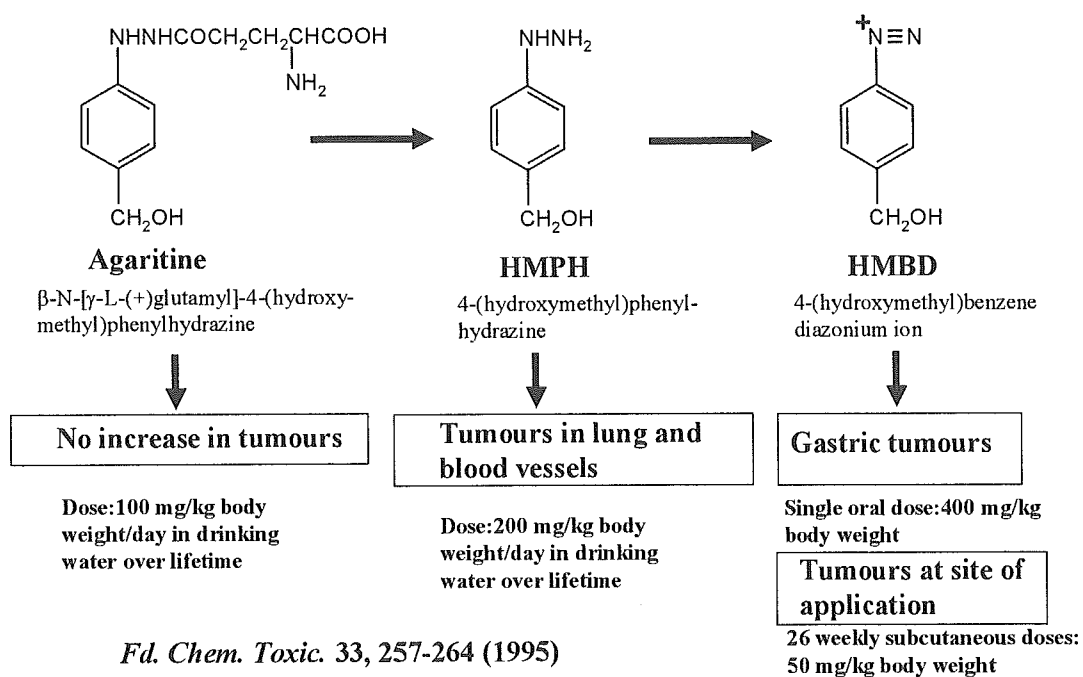 NHNHCOCH₂CH₂CHCOOH
NH₂
CH₂OH
Agaritine
β-N-[γ-L-(+)glutamyl]-4-(hydroxy-
methyl)phenylhydrazine
No increase in tumours
Dose:100 mg/kg body
weight/day in drinking
water over lifetime
NHNH₂
CH₂OH
HMPH
4-(hydroxymethyl)phenyl-
hydrazine
Tumours in lung and
blood vessels
Dose:200 mg/kg body
weight/day in drinking
water over lifetime
+
N≡N
CH₂OH
HMBD
4-(hydroxymethyl)benzene
diazonium ion
Gastric tumours
Single oral dose:400 mg/kg
body weight
Tumours at site of
application
26 weekly subcutaneous doses:
50 mg/kg body weight
Fd. Chem. Toxic. 33, 257-264 (1995)